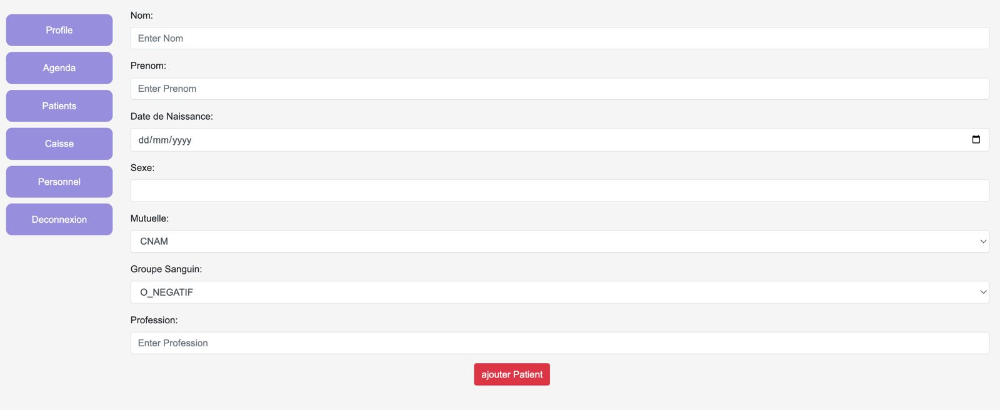 Profile
Agenda
Patients
Caisse
Personnel
Deconnexion
Nom:
Enter Nom
Prenom:
Enter Prenom
Date de Naissance:
dd/mm/yyyy
Sexe:
Mutuelle:
CNAM
Groupe Sanguin:
O_NEGATIF
Profession:
Enter Profession
ajouter Patient